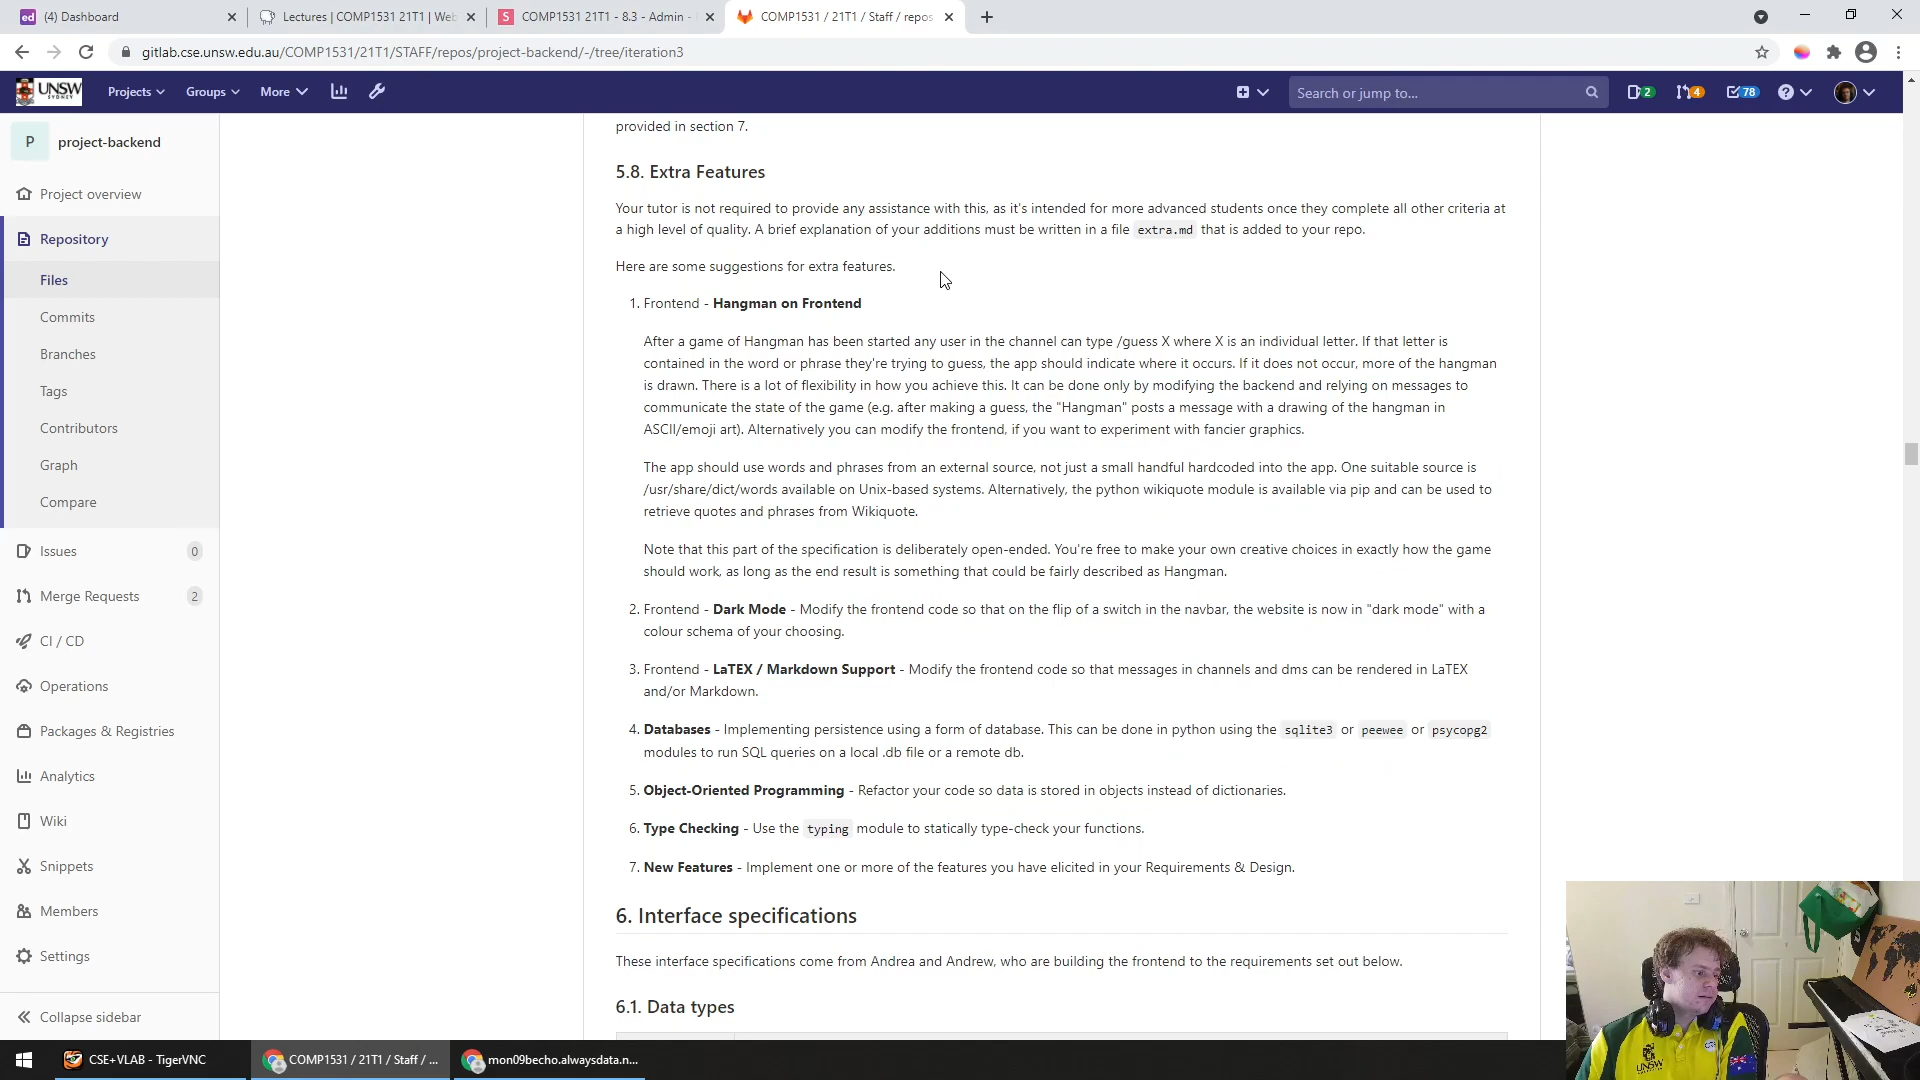 (4) Dashboard
Lectures | COMP1531 21T1 | Web
COMP1531 21T1 - 8.3 - Admin -
COMP1531 / 21T1 / Staff / repos
gitlab.cse.unsw.edu.au/COMP1531/21T1/STAFF/repos/project-backend/-/tree/iteration3
UNSW
SYDNEY
Projects
Groups
More
Search or jump to...
2
4
78
P project-backend
Project overview
Repository
Files
Commits
Branches
Tags
Contributors
Graph
Compare
Issues 0
Merge Requests 2
CI / CD
Operations
Packages & Registries
Analytics
Wiki
Snippets
Members
Settings
Collapse sidebar
provided in section 7.
5.8. Extra Features
Your tutor is not required to provide any assistance with this, as it's intended for more advanced students once they complete all other criteria at
a high level of quality. A brief explanation of your additions must be written in a file extra.md that is added to your repo.
Here are some suggestions for extra features.
1. Frontend - Hangman on Frontend
After a game of Hangman has been started any user in the channel can type /guess X where X is an individual letter. If that letter is
contained in the word or phrase they're trying to guess, the app should indicate where it occurs. If it does not occur, more of the hangman
is drawn. There is a lot of flexibility in how you achieve this. It can be done only by modifying the backend and relying on messages to
communicate the state of the game (e.g. after making a guess, the "Hangman" posts a message with a drawing of the hangman in
ASCII/emoji art). Alternatively you can modify the frontend, if you want to experiment with fancier graphics.
The app should use words and phrases from an external source, not just a small handful hardcoded into the app. One suitable source is
/usr/share/dict/words available on Unix-based systems. Alternatively, the python wikiquote module is available via pip and can be used to
retrieve quotes and phrases from Wikiquote.
Note that this part of the specification is deliberately open-ended. You're free to make your own creative choices in exactly how the game
should work, as long as the end result is something that could be fairly described as Hangman.
2. Frontend - Dark Mode - Modify the frontend code so that on the flip of a switch in the navbar, the website is now in "dark mode" with a
colour schema of your choosing.
3. Frontend - LaTEX / Markdown Support - Modify the frontend code so that messages in channels and dms can be rendered in LaTEX
and/or Markdown.
4. Databases - Implementing persistence using a form of database. This can be done in python using the sqlite3 or peewee or psycopg2
modules to run SQL queries on a local .db file or a remote db.
5. Object-Oriented Programming - Refactor your code so data is stored in objects instead of dictionaries.
6. Type Checking - Use the typing module to statically type-check your functions.
7. New Features - Implement one or more of the features you have elicited in your Requirements & Design.
6. Interface specifications
These interface specifications come from Andrea and Andrew, who are building the frontend to the requirements set out below.
6.1. Data types
CSE+VLAB - TigerVNC
COMP1531 / 21T1 / Staff / ...
mon09becho.alwaysdata.n...
UNSW